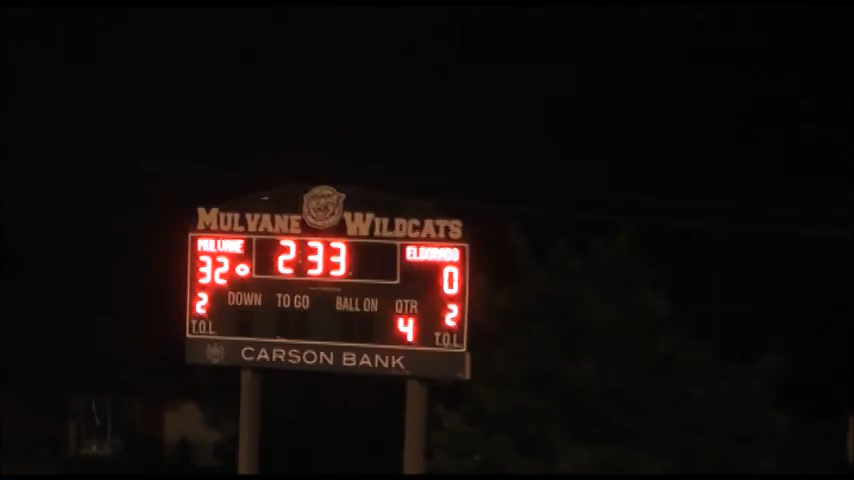 MULVANE WILDCATS
MULVANE 2:33 ELDORADO
32 0
DOWN TO GO BALL ON QTR
2 4 2
T.O.L. T.O.L.
CARSON BANK